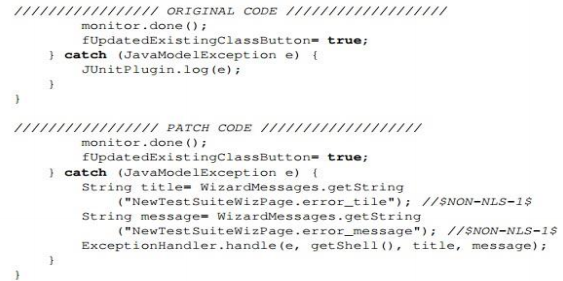 ///////////////// ORIGINAL CODE ///////////////////
monitor.done();
fUpdatedExistingClassButton= true;
} catch (JavaModelException e) {
JUnitPlugin.log(e);
}
}
///////////////// PATCH CODE ///////////////////
monitor.done();
fUpdatedExistingClassButton= true;
} catch (JavaModelException e) {
String title= WizardMessages.getString
("NewTestSuiteWizPage.error_tile"); //$NON-NLS-1$
String message= WizardMessages.getString
("NewTestSuiteWizPage.error_message"); //$NON-NLS-1$
ExceptionHandler.handle(e, getShell(), title, message);
}
}